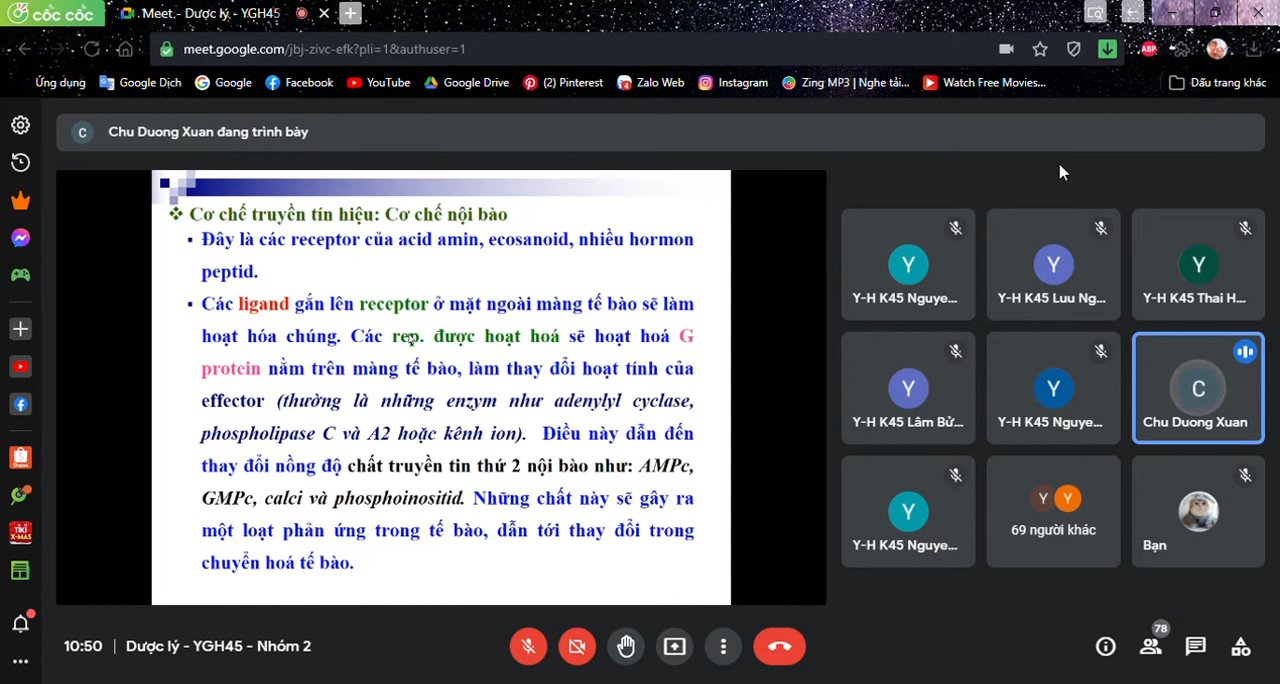 cốc cốc
Meet - Dược lý - YGH45
meet.google.com/jbj-zivc-efk?pli=1&authuser=1
ABP
Ứng dụng Google Dịch Google Facebook YouTube Google Drive (2) Pinterest Zalo Web Instagram Zing MP3 | Nghe tải... Watch Free Movies... Dấu trang khác
C Chu Duong Xuan đang trình bày
Cơ chế truyền tín hiệu: Cơ chế nội bào
Đây là các receptor của acid amin, ecosanoid, nhiều hormon
peptid.
Các ligand gắn lên receptor ở mặt ngoài màng tế bào sẽ làm
hoạt hóa chúng. Các rep. được hoạt hoá sẽ hoạt hoá G
protein nằm trên màng tế bào, làm thay đổi hoạt tính của
effector (thường là những enzym như adenylyl cyclase,
phospholipase C và A2 hoặc kênh ion). Điều này dẫn đến
thay đổi nồng độ chất truyền tin thứ 2 nội bào như: AMPc,
GMPc, calci và phosphoinositid. Những chất này sẽ gây ra
một loạt phản ứng trong tế bào, dẫn tới thay đổi trong
chuyển hoá tế bào.
Y Y Y
Y-H K45 Nguye... Y-H K45 Luu Ng... Y-H K45 Thai H...
Y Y C
Y-H K45 Lâm Bử... Y-H K45 Nguye... Chu Duong Xuan
Y Y Y
Y-H K45 Nguye... 69 người khác Bạn
Shopee
TIKI
X-MAS
10:50 | Dược lý - YGH45 - Nhóm 2
78